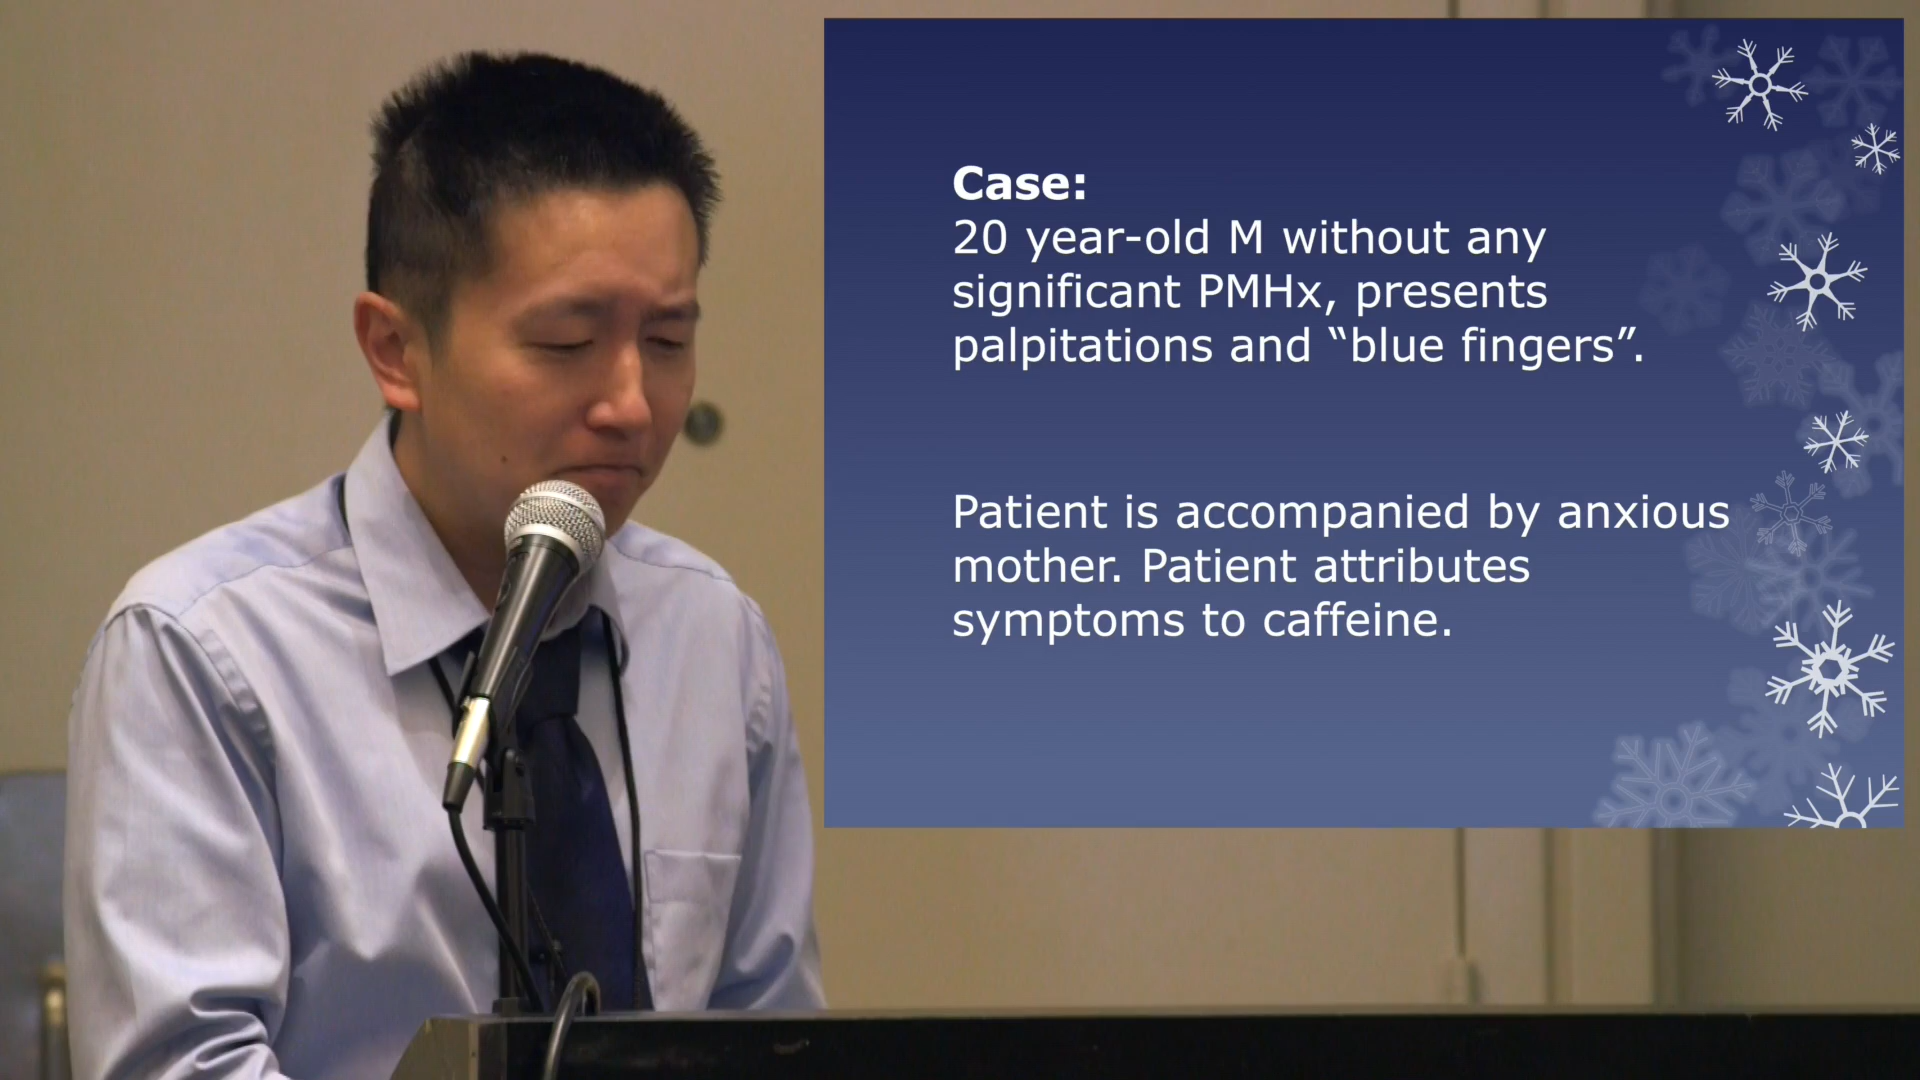 Case:
20 year-old M without any
significant PMHx, presents
palpitations and “blue fingers”.
Patient is accompanied by anxious
mother. Patient attributes
symptoms to caffeine.